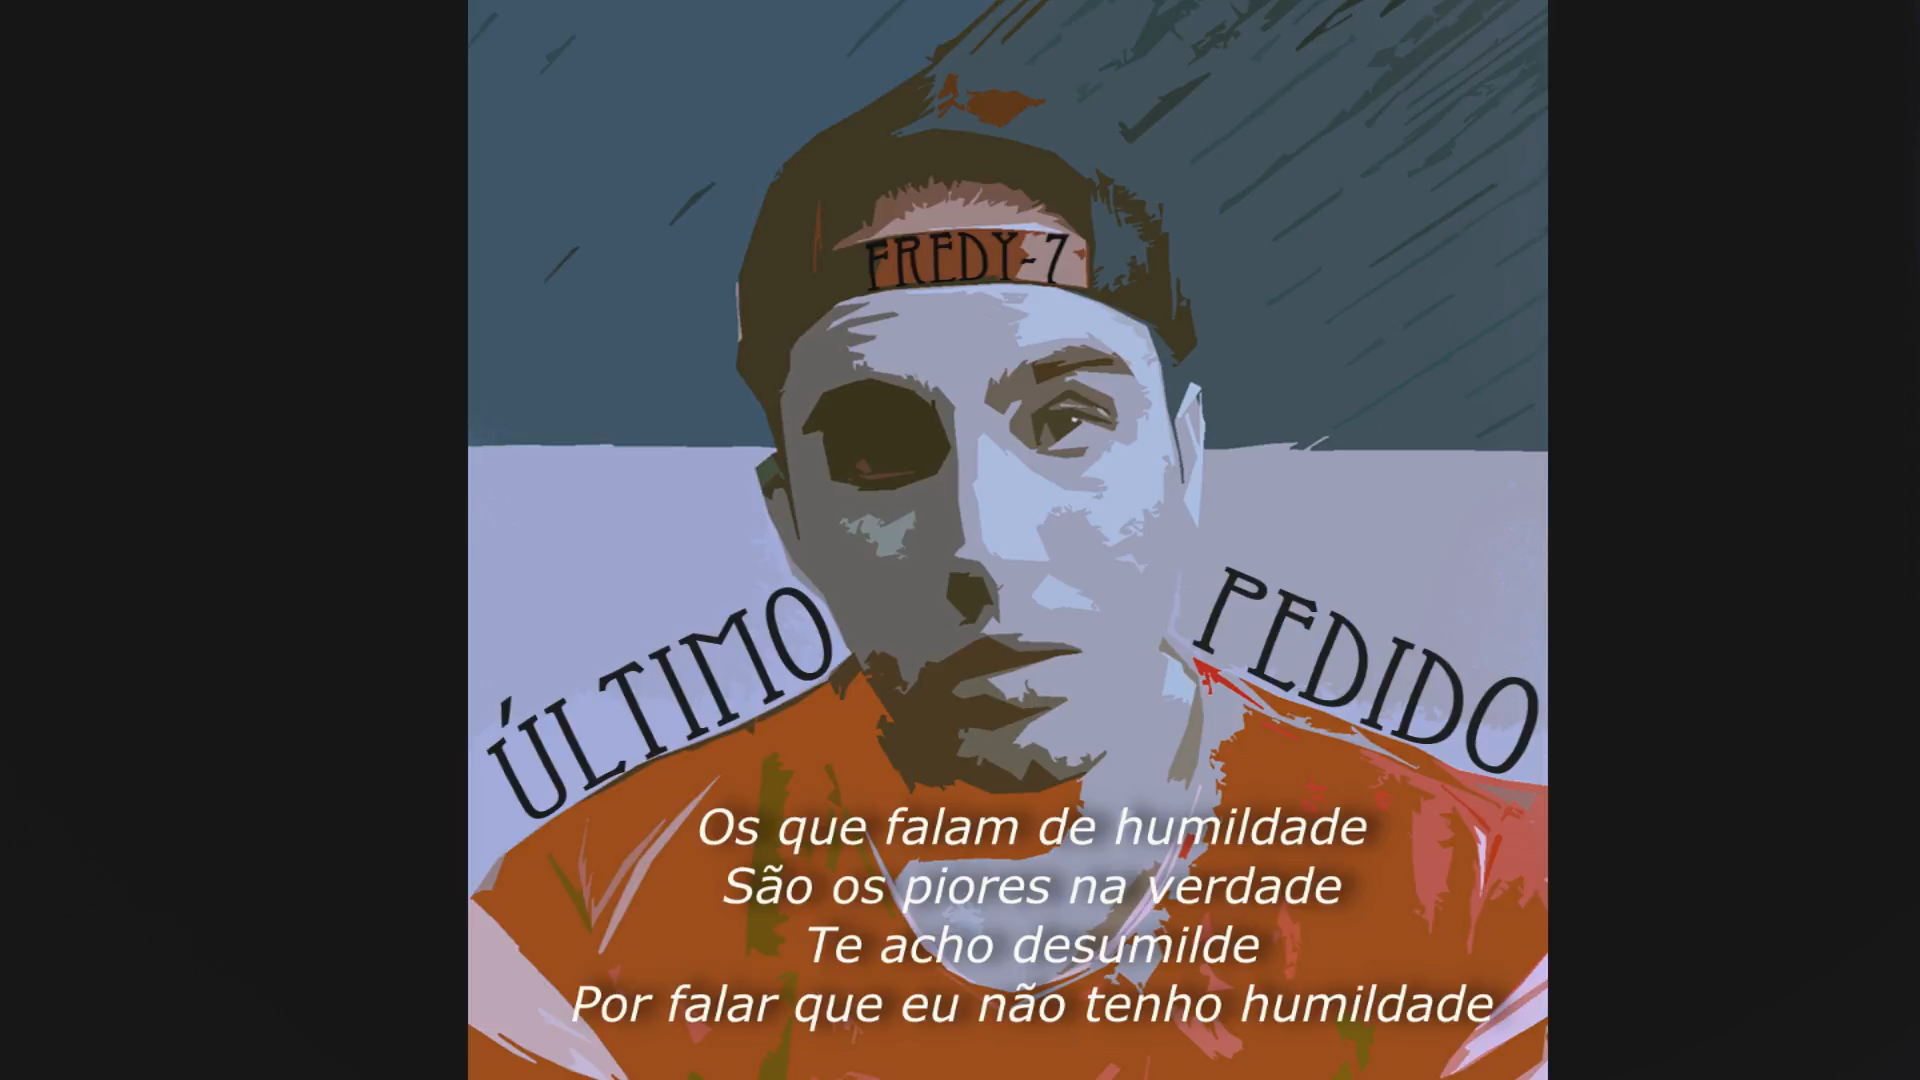 FREDY-7
ÚLTIMO
PEDIDO
Os que falam de humildade
São os piores na verdade
Te acho desumilde
Por falar que eu não tenho humildade